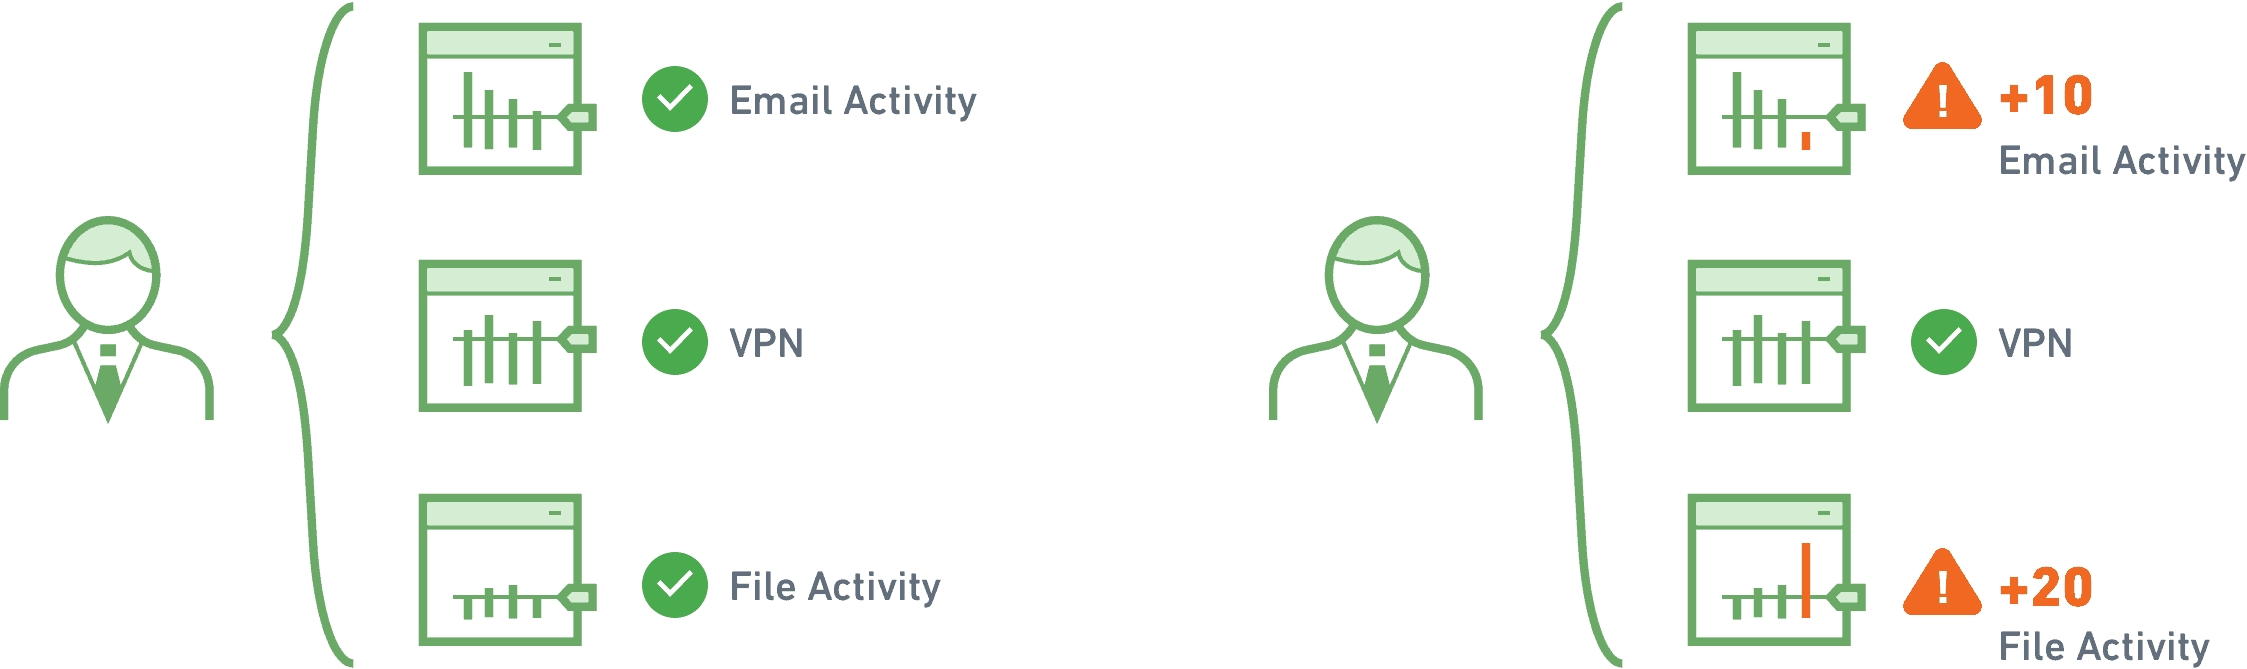 Email Activity
VPN
File Activity
+10
Email Activity
VPN
+20
File Activity